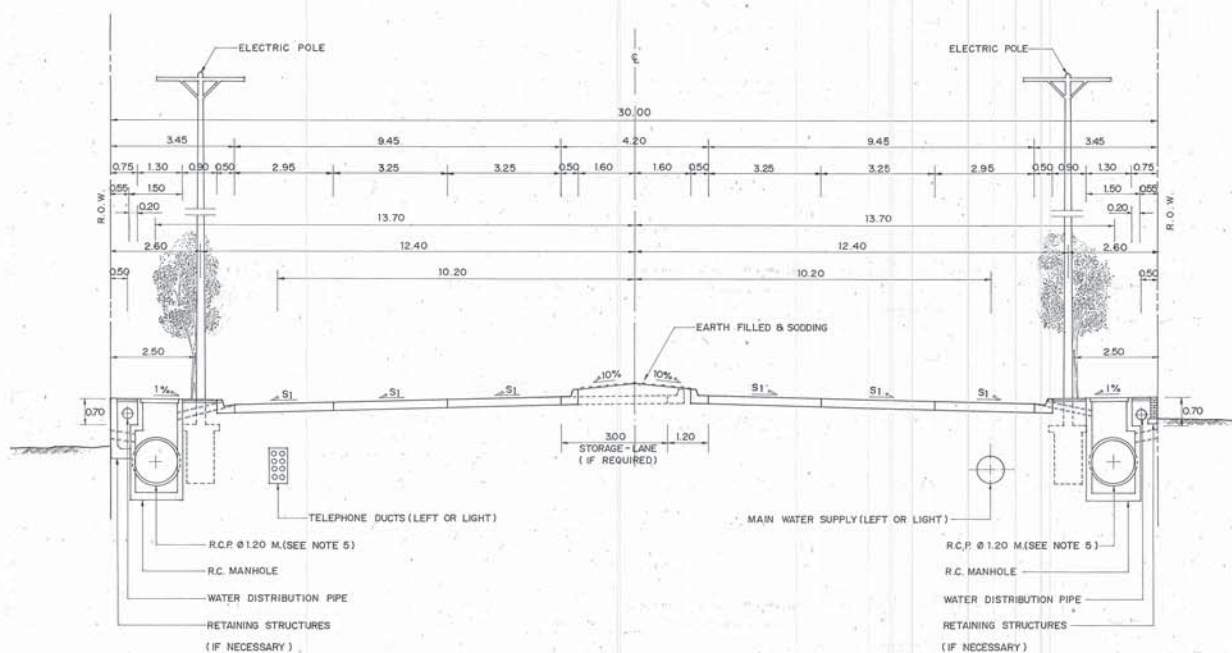 ELECTRIC POLE
ELECTRIC POLE
℄
30.00
3.45 9.45 4.20 9.45 3.45
0.75 1.30 0.90 0.50 2.95 3.25 3.25 0.50 1.60 1.60 0.50 3.25 3.25 2.95 0.50 0.90 1.30 0.75
0.55 1.50 1.50 0.55
R.O.W. R.O.W.
0.20 0.20
13.70 13.70
2.60 12.40 12.40 2.60
0.50 10.20 10.20 0.50
EARTH FILLED & SODDING
2.50 2.50
1% S1 S1 S1 10% 10% S1 S1 S1 1%
0.70 0.70
3.00 1.20
STORAGE-LANE
(IF REQUIRED)
TELEPHONE DUCTS (LEFT OR LIGHT)
MAIN WATER SUPPLY (LEFT OR LIGHT)
R.C.P. Ø 1.20 M.(SEE NOTE 5)
R.C. MANHOLE
WATER DISTRIBUTION PIPE
RETAINING STRUCTURES
(IF NECESSARY)
R.C.P. Ø 1.20 M.(SEE NOTE 5)
R.C. MANHOLE
WATER DISTRIBUTION PIPE
RETAINING STRUCTURES
(IF NECESSARY)